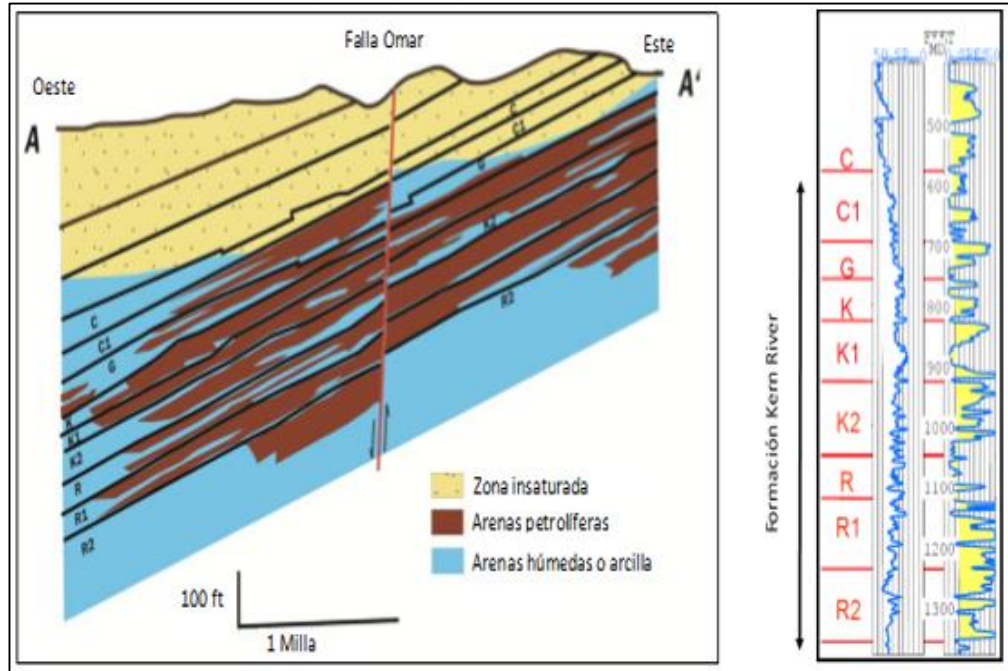 Falla Omar
Oeste
Este
A
A'
C
C1
G
K2
R2
C
C1
G
K
K1
K2
R
R1
R2
Zona insaturada
Arenas petrolíferas
Arenas húmedas o arcilla
100 ft
1 Milla
Formación Kern River
C
C1
G
K
K1
K2
R
R1
R2
MD
500
600
700
800
900
1000
1100
1200
1300